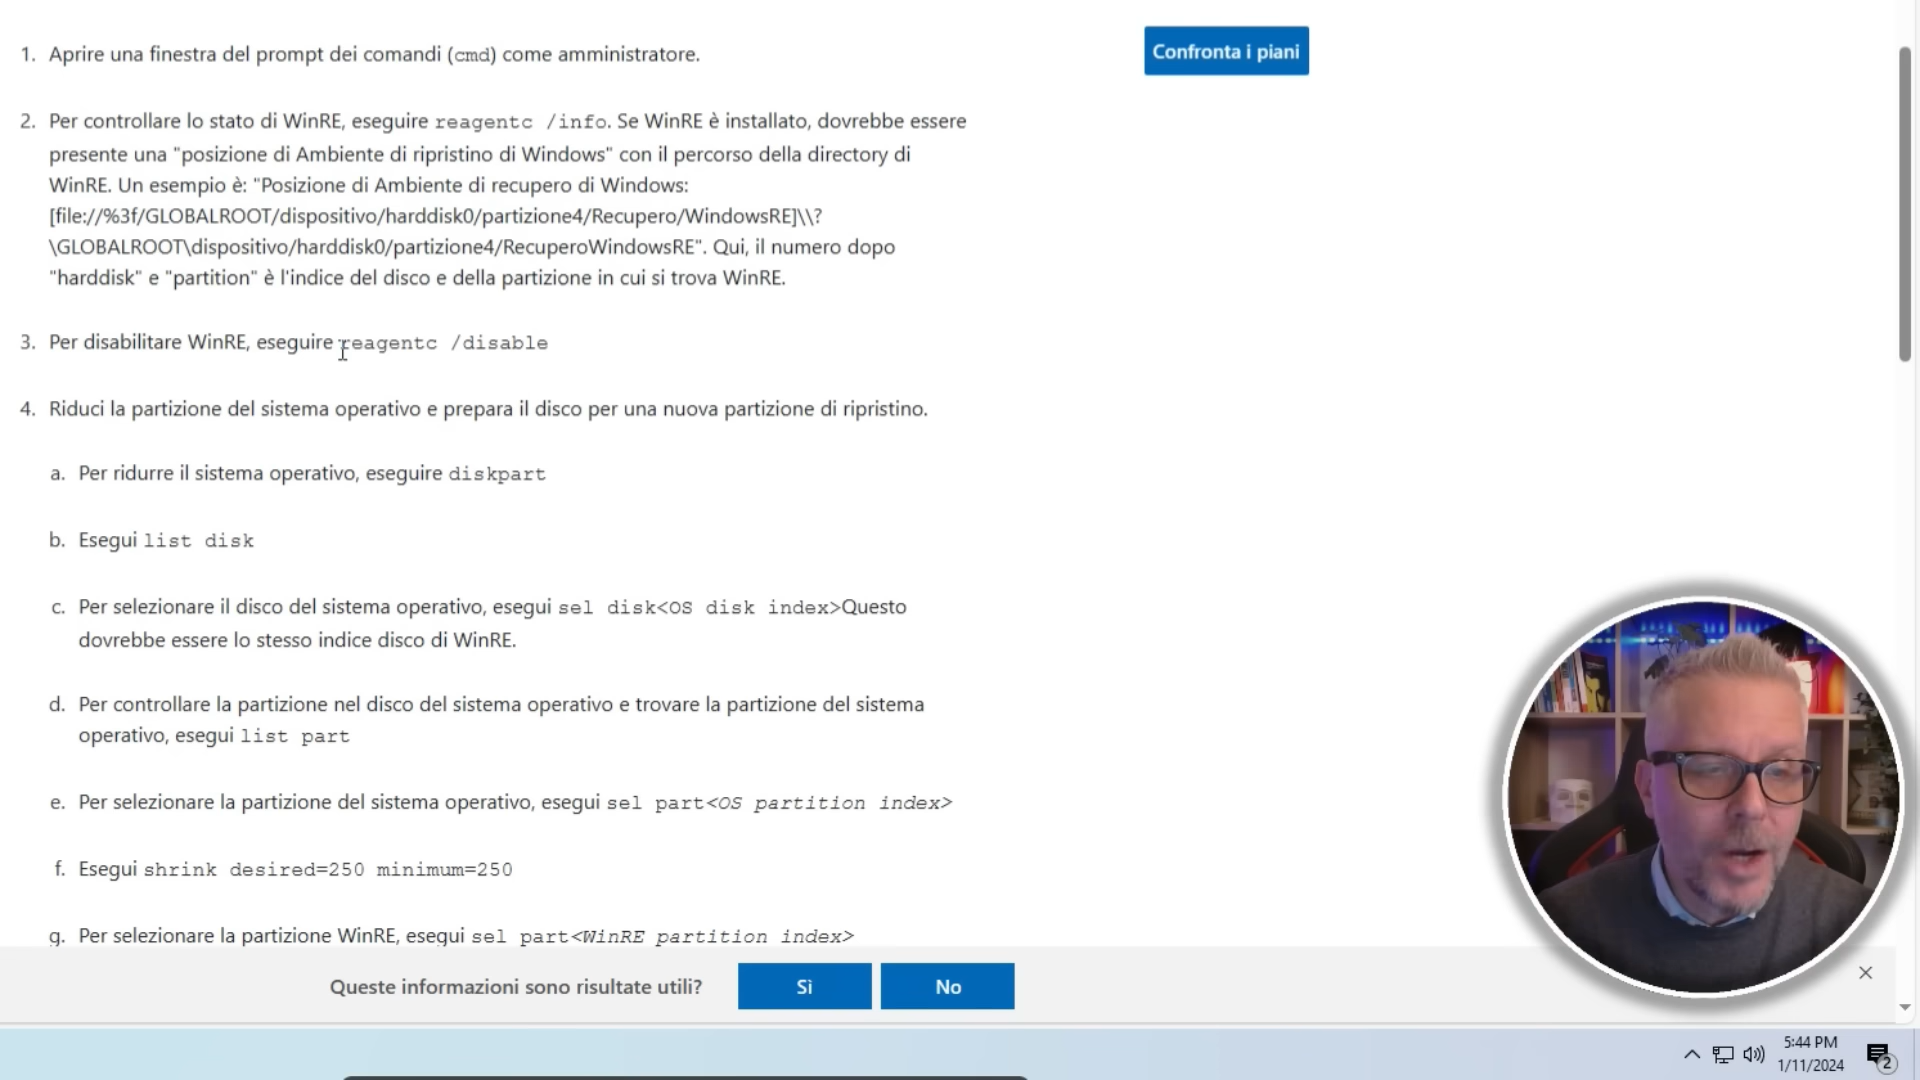 1. Aprire una finestra del prompt dei comandi (cmd) come amministratore.
Confronta i piani
2. Per controllare lo stato di WinRE, eseguire reagentc /info. Se WinRE è installato, dovrebbe essere
presente una "posizione di Ambiente di ripristino di Windows" con il percorso della directory di
WinRE. Un esempio è: "Posizione di Ambiente di recupero di Windows:
[file://%3f/GLOBALROOT/dispositivo/harddisk0/partizione4/Recupero/WindowsRE]\\?
\GLOBALROOT\dispositivo/harddisk0/partizione4/RecuperoWindowsRE". Qui, il numero dopo
"harddisk" e "partition" è l'indice del disco e della partizione in cui si trova WinRE.
3. Per disabilitare WinRE, eseguire reagentc /disable
4. Riduci la partizione del sistema operativo e prepara il disco per una nuova partizione di ripristino.
a. Per ridurre il sistema operativo, eseguire diskpart
b. Esegui list disk
c. Per selezionare il disco del sistema operativo, esegui sel disk<OS disk index>Questo
dovrebbe essere lo stesso indice disco di WinRE.
d. Per controllare la partizione nel disco del sistema operativo e trovare la partizione del sistema
operativo, esegui list part
e. Per selezionare la partizione del sistema operativo, esegui sel part<OS partition index>
f. Esegui shrink desired=250 minimum=250
g. Per selezionare la partizione WinRE, esegui sel part<WinRE partition index>
Queste informazioni sono risultate utili?
Sì
No
5:44 PM
1/11/2024
2